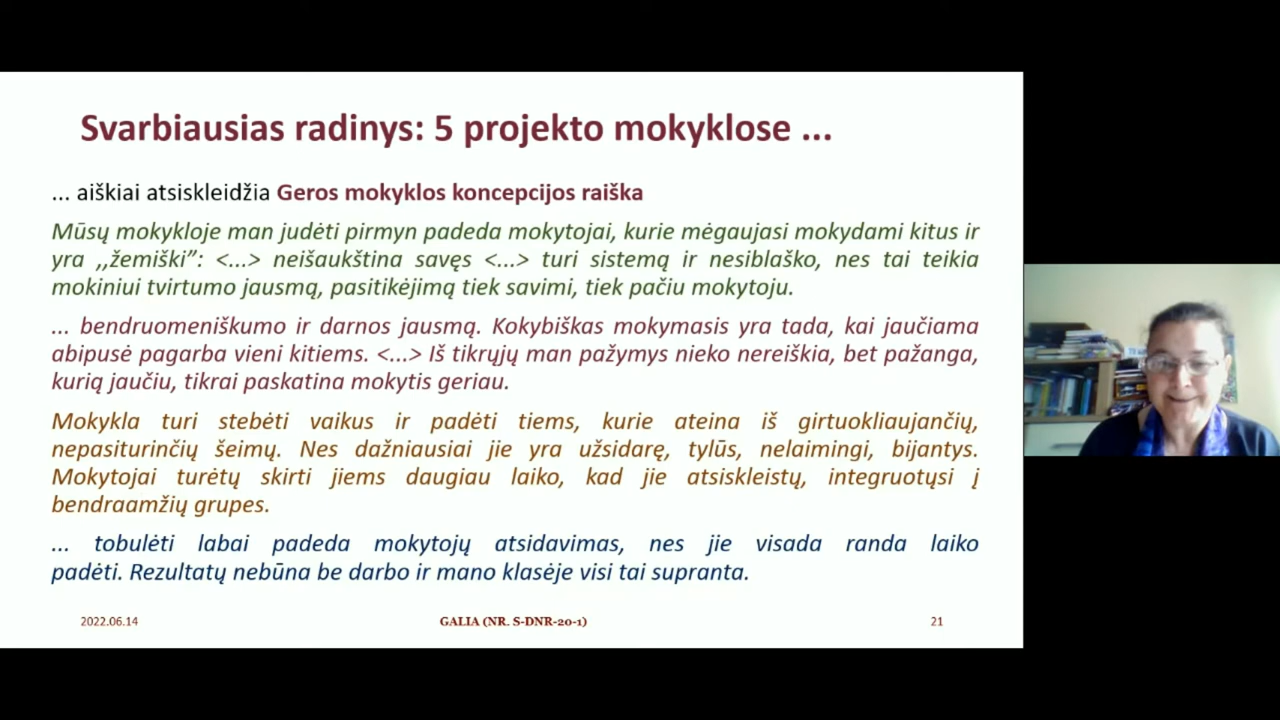 Svarbiausias radinys: 5 projekto mokyklose ...
... aiškiai atsiskleidžia Geros mokyklos koncepcijos raiška
Mūsų mokykloje man judėti pirmyn padeda mokytojai, kurie mėgaujasi mokydami kitus ir
yra ,,žemiški”: <...> neišaukština savęs <...> turi sistemą ir nesiblaško, nes tai teikia
mokiniui tvirtumo jausmą, pasitikėjimą tiek savimi, tiek pačiu mokytoju.
... bendruomeniškumo ir darnos jausmą. Kokybiškas mokymasis yra tada, kai jaučiama
abipusė pagarba vieni kitiems. <...> Iš tikrųjų man pažymys nieko nereiškia, bet pažanga,
kurią jaučiu, tikrai paskatina mokytis geriau.
Mokykla turi stebėti vaikus ir padėti tiems, kurie ateina iš girtuokliaujančių,
nepasiturinčių šeimų. Nes dažniausiai jie yra užsidarę, tylūs, nelaimingi, bijantys.
Mokytojai turėtų skirti jiems daugiau laiko, kad jie atsiskleistų, integruotųsi į
bendraamžių grupes.
... tobulėti labai padeda mokytojų atsidavimas, nes jie visada randa laiko
padėti. Rezultatų nebūna be darbo ir mano klasėje visi tai supranta.
2022.06.14 GALIA (NR. S-DNR-20-1) 21